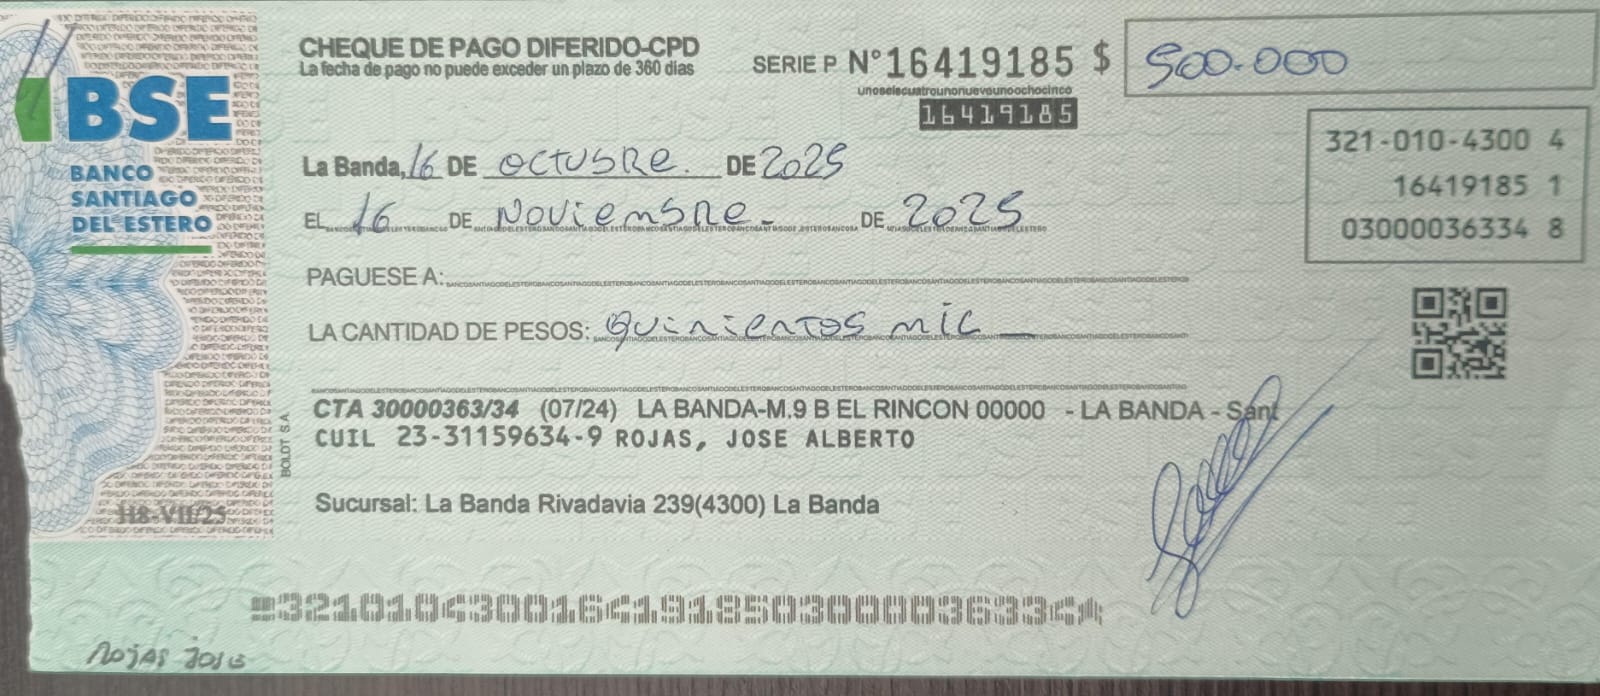 CHEQUE DE PAGO DIFERIDO-CPD
La fecha de pago no puede exceder un plazo de 360 dias
SERIE P N°16419185 $ 500.000
unoseiscuatrounonueveunoochocinco
16419185
BSE
BANCO
SANTIAGO
DEL ESTERO
321-010-4300 4
16419185 1
03000036334 8
La Banda, 16 DE octubre. DE 2025
EL 16 DE Noviembre. DE 2025
PAGUESE A:
LA CANTIDAD DE PESOS: quinientos mil
CTA 30000363/34 (07/24) LA BANDA-M.9 B EL RINCON 00000 - LA BANDA - Sant
CUIL 23-31159634-9 ROJAS, JOSE ALBERTO
BOLDT S.A.
Sucursal: La Banda Rivadavia 239(4300) La Banda
H8-VII/25
32101043001641918503000036334
Rojas José